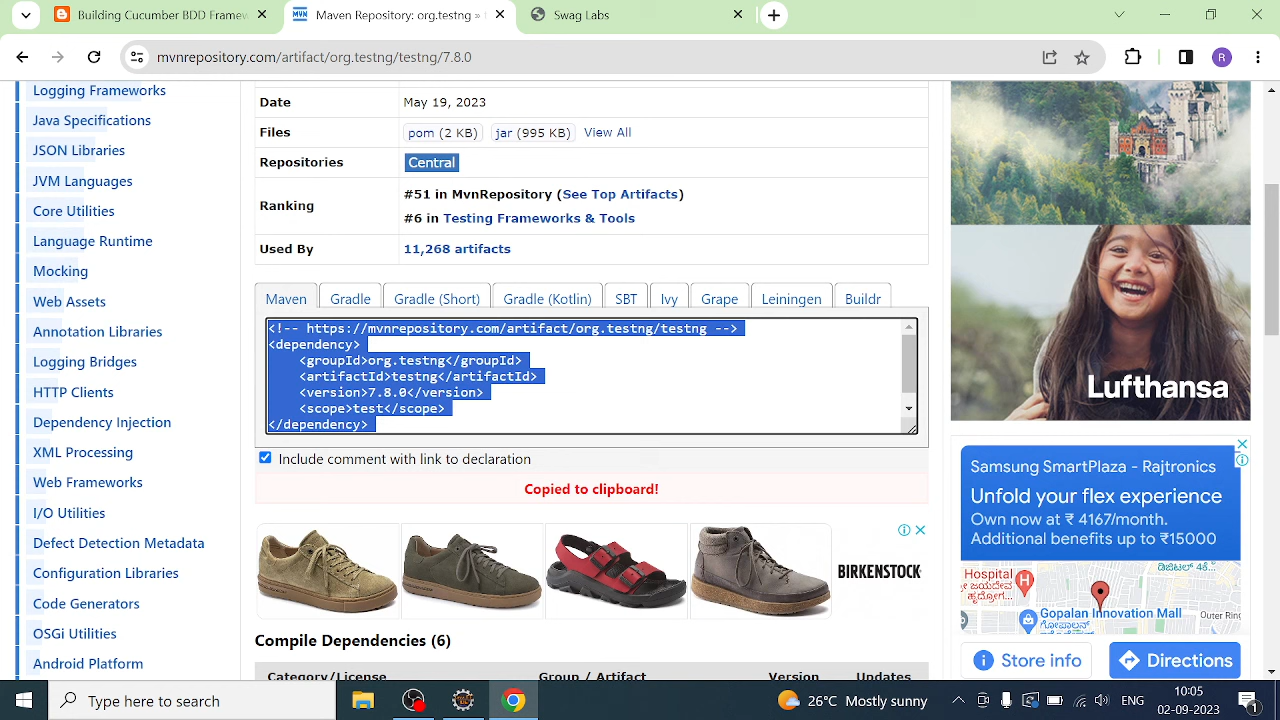 Building Cucumber BDD Framew
Maven Repository: org.testng »
Swag Labs
mvnrepository.com/artifact/org.testng/testng/7.8.0
R
Logging Frameworks
Java Specifications
JSON Libraries
JVM Languages
Core Utilities
Language Runtime
Mocking
Web Assets
Annotation Libraries
Logging Bridges
HTTP Clients
Dependency Injection
XML Processing
Web Frameworks
I/O Utilities
Defect Detection Metadata
Configuration Libraries
Code Generators
OSGi Utilities
Android Platform
Date May 19, 2023
Files pom (2 KB) jar (995 KB) View All
Repositories Central
Ranking #51 in MvnRepository (See Top Artifacts)
#6 in Testing Frameworks & Tools
Used By 11,268 artifacts
Maven Gradle Gradle (Short) Gradle (Kotlin) SBT Ivy Grape Leiningen Buildr
<!-- https://mvnrepository.com/artifact/org.testng/testng -->
<dependency>
<groupId>org.testng</groupId>
<artifactId>testng</artifactId>
<version>7.8.0</version>
<scope>test</scope>
</dependency>
Include comment with link to declaration
Copied to clipboard!
BIRKENSTOCK
Compile Dependencies (6)
Category/License Group / Artifact Version Updates
Lufthansa
Samsung SmartPlaza - Rajtronics
Unfold your flex experience
Own now at ₹ 4167/month.
Additional benefits up to ₹15000
Hospital
Gopalan Innovation Mall
Outer Ring
Store info
Directions
Type here to search
26°C Mostly sunny
ENG
10:05
02-09-2023